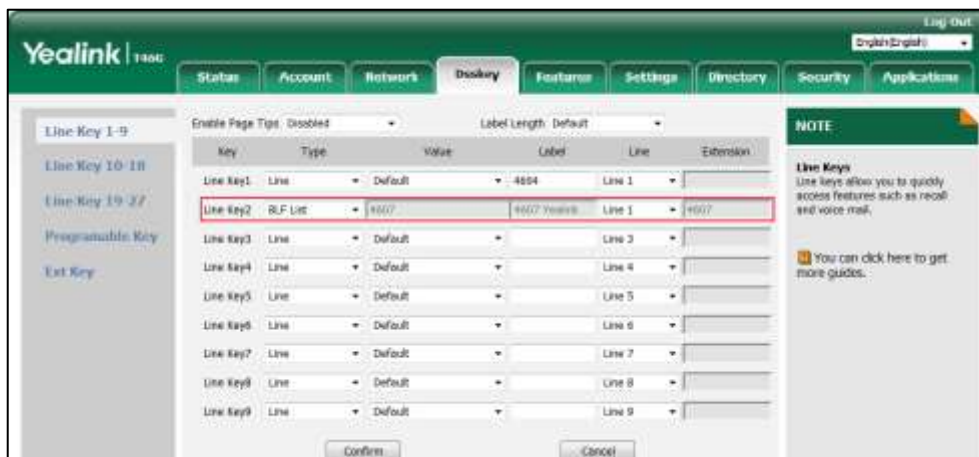 Log Out
Yealink
English(English)
Status Account Network Dsskey Features Settings Directory Security Applications
Line Key 1-9
Line Key 10-18
Line Key 19-27
Programable Key
Ext Key
Enable Page Tips Disabled Label Length Default
Key Type Value Label Line Extension
Line Key1 Line Default 4604 Line 1
Line Key2 BLF List 4607 4607 Yealink Line 1 4607
Line Key3 Line Default Line 3
Line Key4 Line Default Line 4
Line Key5 Line Default Line 5
Line Key6 Line Default Line 6
Line Key7 Line Default Line 7
Line Key8 Line Default Line 8
Line Key9 Line Default Line 9
Confirm Cancel
NOTE
Line Keys
Line keys allow you to quickly
access features such as recall
and voice mail.
You can click here to get
more guides.